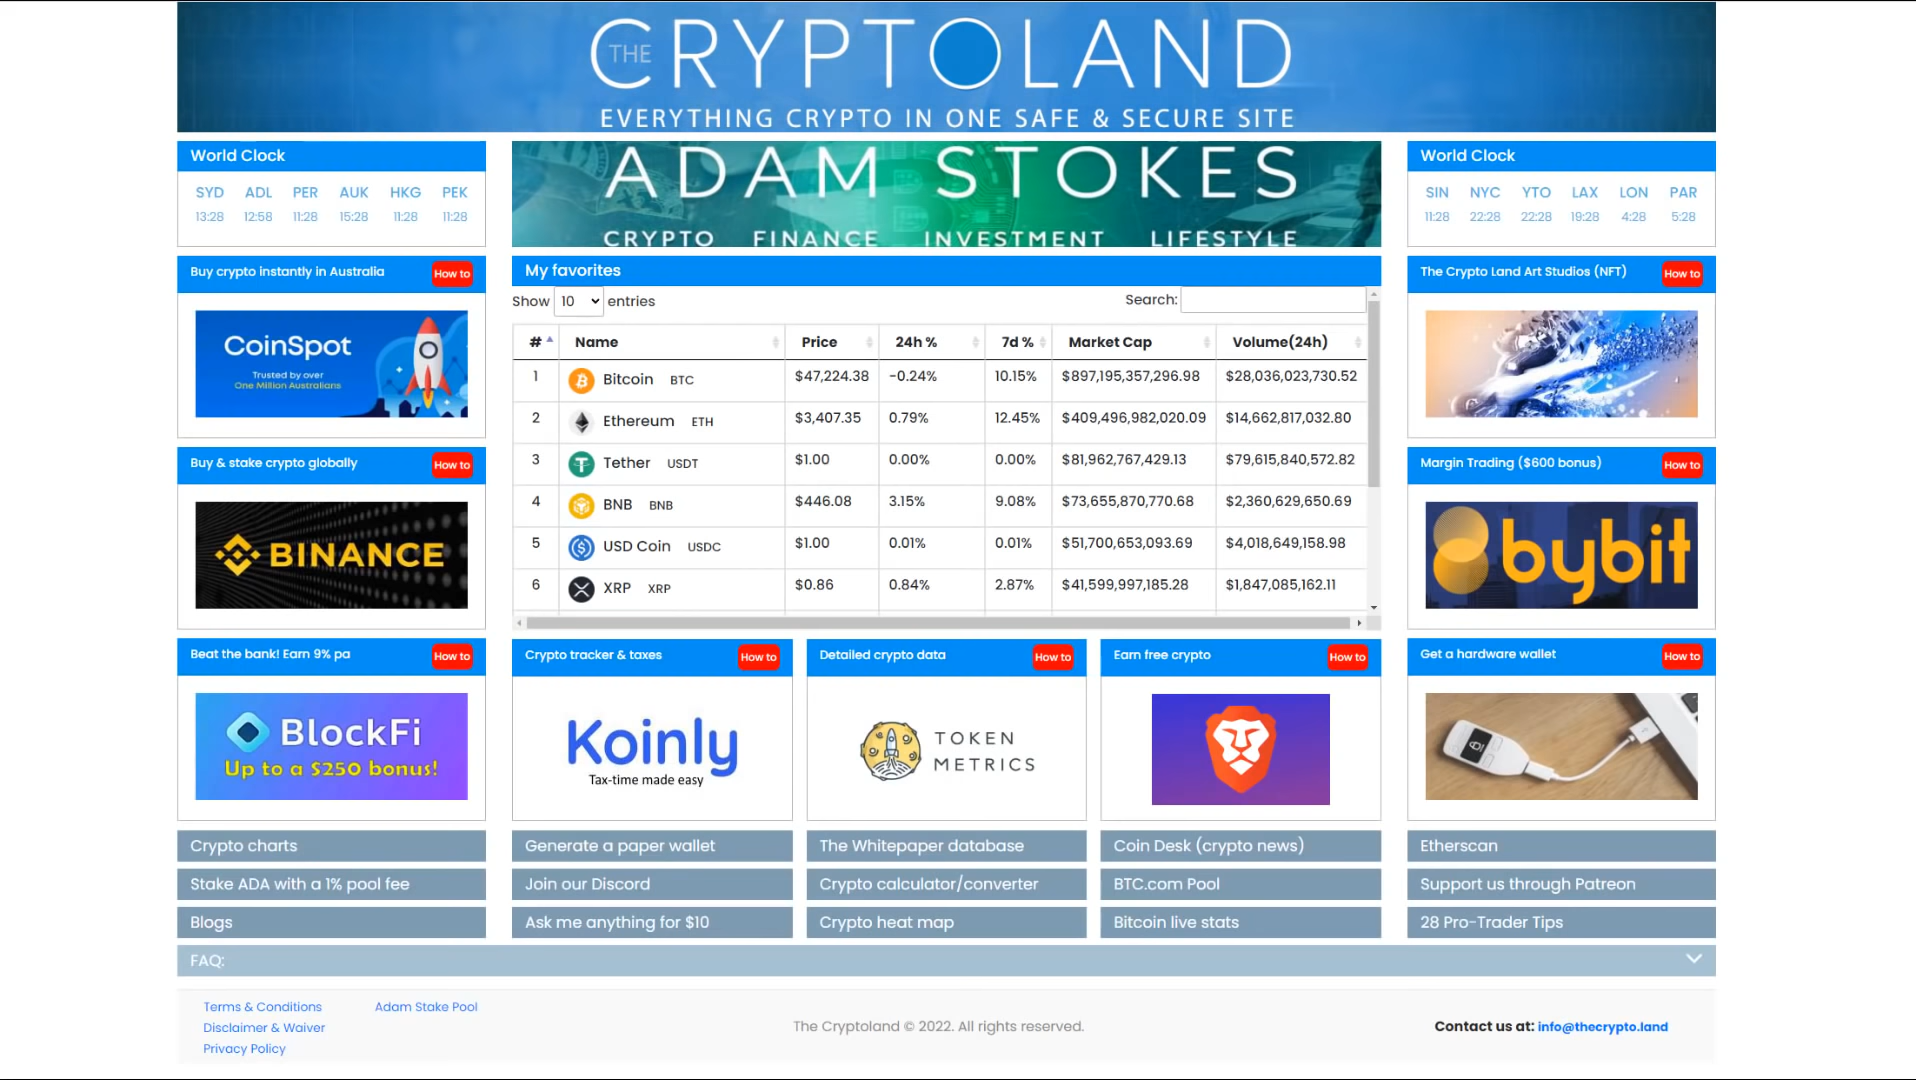 THE CRYPTOLAND
EVERYTHING CRYPTO IN ONE SAFE & SECURE SITE
World Clock
SYD ADL PER AUK HKG PEK
13:28 12:58 11:28 15:28 11:28 11:28
ADAM STOKES
CRYPTO FINANCE INVESTMENT LIFESTYLE
World Clock
SIN NYC YTO LAX LON PAR
11:28 22:28 22:28 19:28 4:28 5:28
Buy crypto instantly in Australia How to
CoinSpot
Trusted by over
One Million Australians
Buy & stake crypto globally How to
BINANCE
My favorites
Show 10 entries Search:
# Name Price 24h % 7d % Market Cap Volume(24h)
1 Bitcoin BTC $47,224.38 -0.24% 10.15% $897,195,357,296.98 $28,036,023,730.52
2 Ethereum ETH $3,407.35 0.79% 12.45% $409,496,982,020.09 $14,662,817,032.80
3 Tether USDT $1.00 0.00% 0.00% $81,962,767,429.13 $79,615,840,572.82
4 BNB BNB $446.08 3.15% 9.08% $73,655,870,770.68 $2,360,629,650.69
5 USD Coin USDC $1.00 0.01% 0.01% $51,700,653,093.69 $4,018,649,158.98
6 XRP XRP $0.86 0.84% 2.87% $41,599,997,185.28 $1,847,085,162.11
The Crypto Land Art Studios (NFT) How to
Margin Trading ($600 bonus) How to
bybit
Beat the bank! Earn 9% pa How to
BlockFi
Up to a $250 bonus!
Crypto tracker & taxes How to
Koinly
Tax-time made easy
Detailed crypto data How to
TOKEN
METRICS
Earn free crypto How to
Get a hardware wallet How to
Crypto charts
Generate a paper wallet
The Whitepaper database
Coin Desk (crypto news)
Etherscan
Stake ADA with a 1% pool fee
Join our Discord
Crypto calculator/converter
BTC.com Pool
Support us through Patreon
Blogs
Ask me anything for $10
Crypto heat map
Bitcoin live stats
28 Pro-Trader Tips
FAQ:
Terms & Conditions
Adam Stake Pool
Disclaimer & Waiver
Privacy Policy
The Cryptoland © 2022. All rights reserved.
Contact us at: info@thecrypto.land